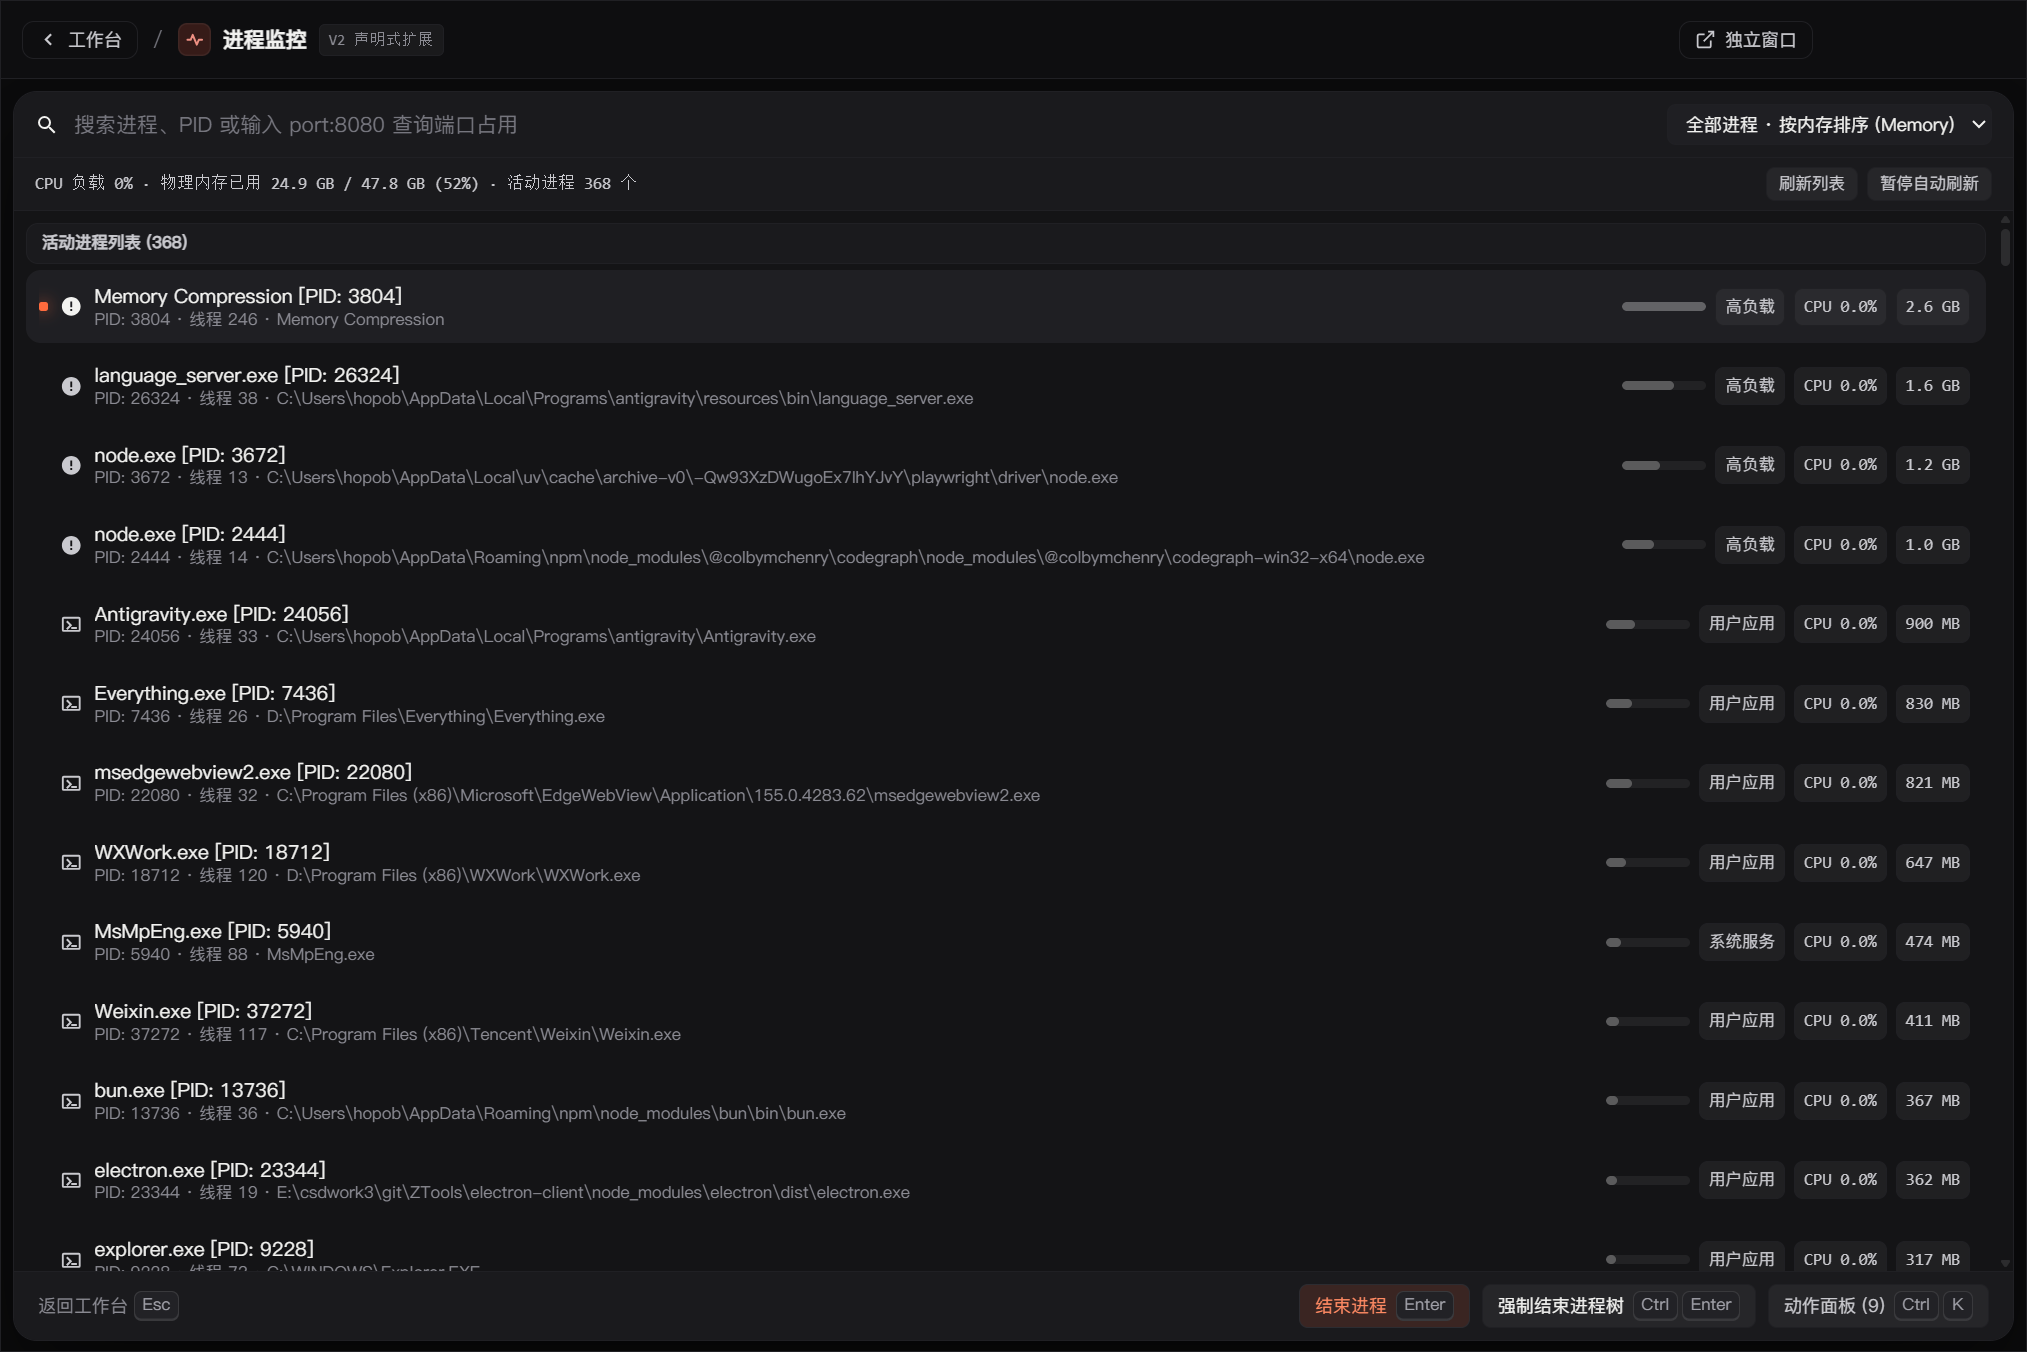 工作台 / 进程监控 V2 声明式扩展 独立窗口
搜索进程、PID 或输入 port:8080 查询端口占用 全部进程 · 按内存排序 (Memory)
CPU 负载 0% · 物理内存已用 24.9 GB / 47.8 GB (52%) · 活动进程 368 个 刷新列表 暂停自动刷新
活动进程列表 (368)
Memory Compression [PID: 3804]
PID: 3804 · 线程 246 · Memory Compression
高负载 CPU 0.0% 2.6 GB
language_server.exe [PID: 26324]
PID: 26324 · 线程 38 · C:\Users\hopob\AppData\Local\Programs\antigravity\resources\bin\language_server.exe
高负载 CPU 0.0% 1.6 GB
node.exe [PID: 3672]
PID: 3672 · 线程 13 · C:\Users\hopob\AppData\Local\uv\cache\archive-v0\-Qw93XzDWugoEx7lhYJvY\playwright\driver\node.exe
高负载 CPU 0.0% 1.2 GB
node.exe [PID: 2444]
PID: 2444 · 线程 14 · C:\Users\hopob\AppData\Roaming\npm\node_modules\@colbymchenry\codegraph\node_modules\@colbymchenry\codegraph-win32-x64\node.exe
高负载 CPU 0.0% 1.0 GB
Antigravity.exe [PID: 24056]
PID: 24056 · 线程 33 · C:\Users\hopob\AppData\Local\Programs\antigravity\Antigravity.exe
用户应用 CPU 0.0% 900 MB
Everything.exe [PID: 7436]
PID: 7436 · 线程 26 · D:\Program Files\Everything\Everything.exe
用户应用 CPU 0.0% 830 MB
msedgewebview2.exe [PID: 22080]
PID: 22080 · 线程 32 · C:\Program Files (x86)\Microsoft\EdgeWebView\Application\155.0.4283.62\msedgewebview2.exe
用户应用 CPU 0.0% 821 MB
WXWork.exe [PID: 18712]
PID: 18712 · 线程 120 · D:\Program Files (x86)\WXWork\WXWork.exe
用户应用 CPU 0.0% 647 MB
MsMpEng.exe [PID: 5940]
PID: 5940 · 线程 88 · MsMpEng.exe
系统服务 CPU 0.0% 474 MB
Weixin.exe [PID: 37272]
PID: 37272 · 线程 117 · C:\Program Files (x86)\Tencent\Weixin\Weixin.exe
用户应用 CPU 0.0% 411 MB
bun.exe [PID: 13736]
PID: 13736 · 线程 36 · C:\Users\hopob\AppData\Roaming\npm\node_modules\bun\bin\bun.exe
用户应用 CPU 0.0% 367 MB
electron.exe [PID: 23344]
PID: 23344 · 线程 19 · E:\csdwork3\git\ZTools\electron-client\node_modules\electron\dist\electron.exe
用户应用 CPU 0.0% 362 MB
explorer.exe [PID: 9228]
PID: 9228 · 线程 73 · C:\WINDOWS\Explorer.EXE
用户应用 CPU 0.0% 317 MB
返回工作台 Esc 结束进程 Enter 强制结束进程树 Ctrl Enter 动作面板 (9) Ctrl K